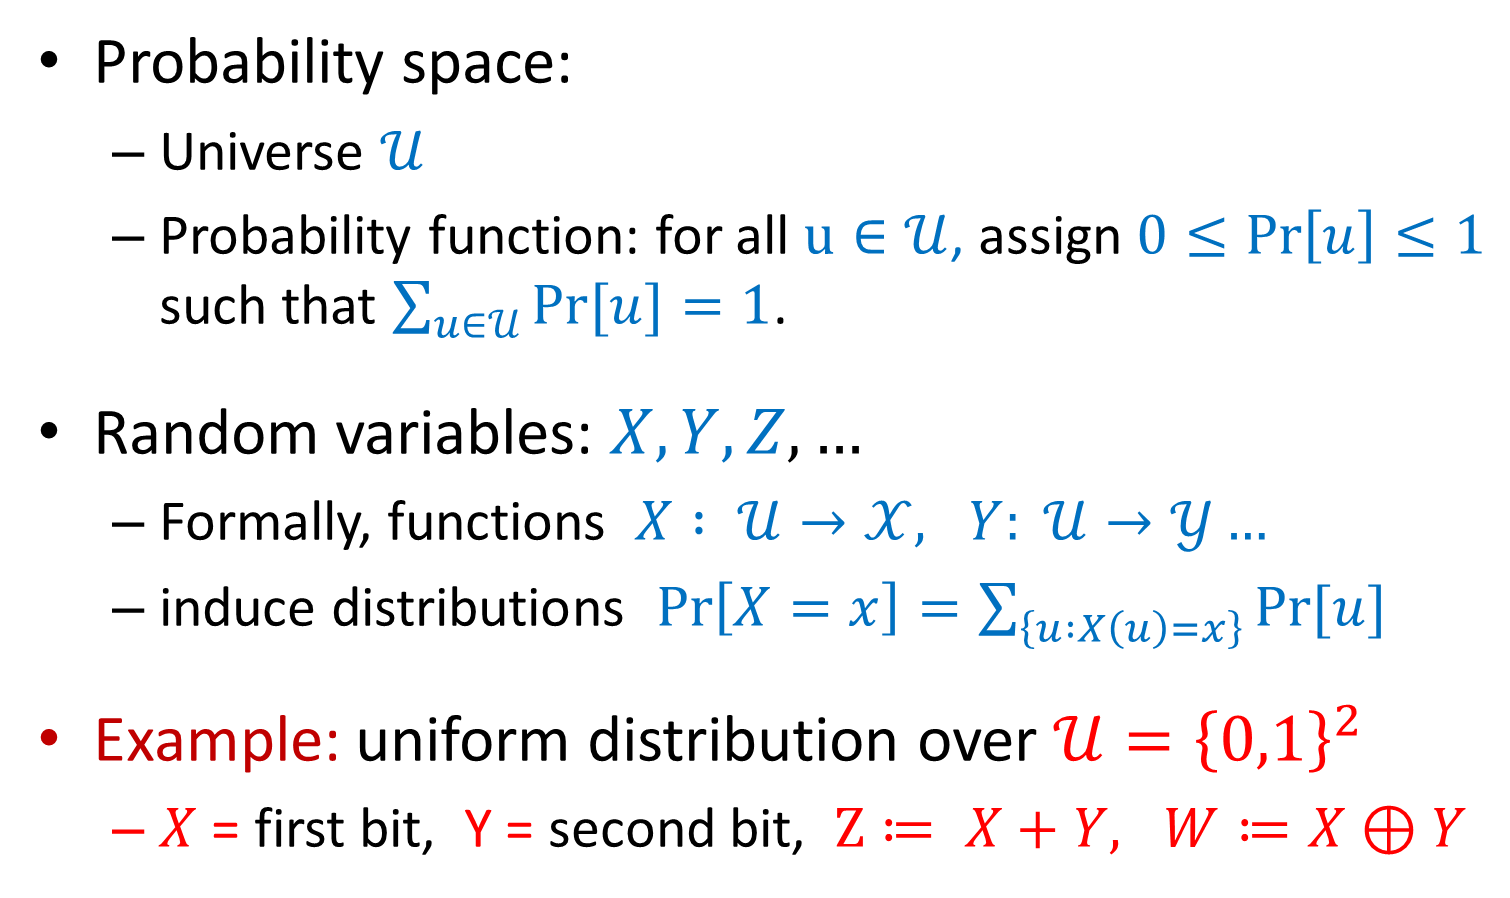 • Probability space:
– Universe 𝒰
– Probability function: for all u ∈ 𝒰, assign 0 ≤ Pr[𝑢] ≤ 1
such that ∑_{𝑢∈𝒰} Pr[𝑢] = 1.
• Random variables: 𝑋, 𝑌, 𝑍, …
– Formally, functions 𝑋 : 𝒰 → 𝒳, 𝑌: 𝒰 → 𝒴 …
– induce distributions Pr[𝑋 = 𝑥] = ∑_{{𝑢:𝑋(𝑢)=𝑥}} Pr[𝑢]
• Example: uniform distribution over 𝒰 = {0,1}²
– 𝑋 = first bit, Y = second bit, Z ≔ 𝑋 + 𝑌, 𝑊 ≔ 𝑋 ⨁ 𝑌